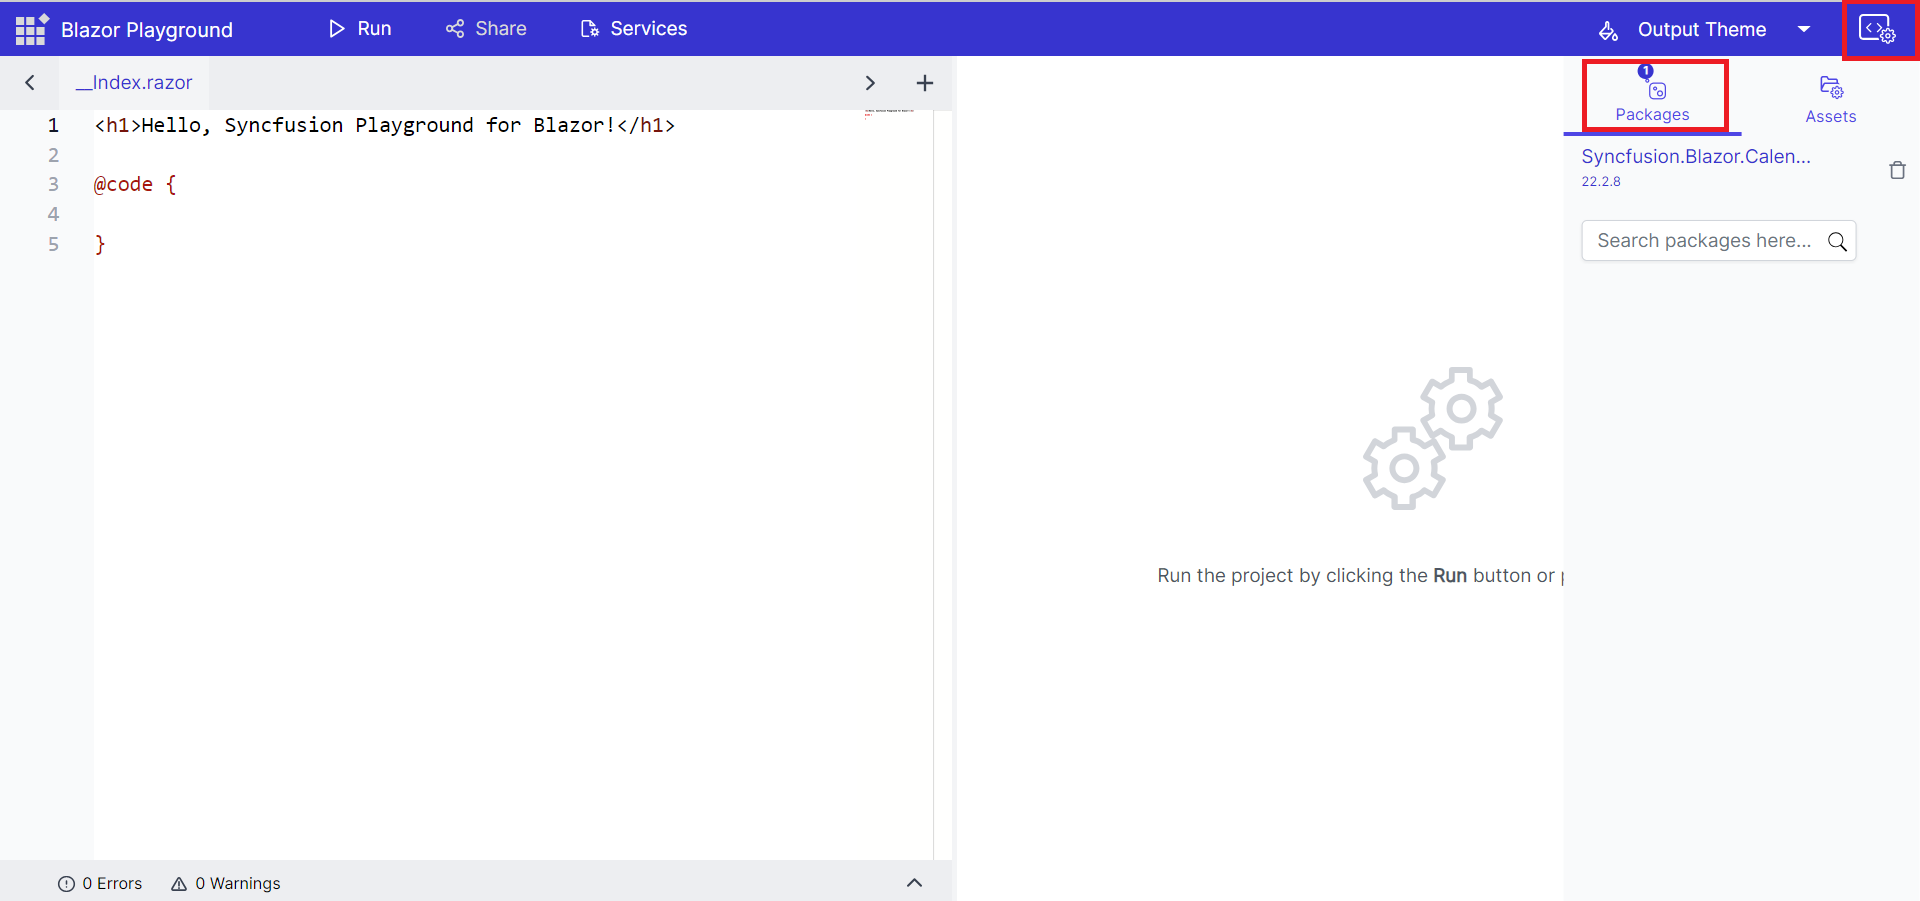 Blazor Playground
Run
Share
Services
Output Theme
__Index.razor
1
Packages
Assets
1 <h1>Hello, Syncfusion Playground for Blazor!</h1>
2
3 @code {
4
5 }
Syncfusion.Blazor.Calen...
22.2.8
Search packages here...
Run the project by clicking the Run button or
0 Errors
0 Warnings